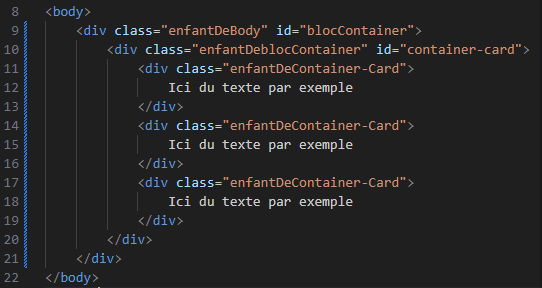 8 <body>
9 <div class="enfantDeBody" id="blocContainer">
10 <div class="enfantDeblocContainer" id="container-card">
11 <div class="enfantDeContainer-Card">
12 Ici du texte par exemple
13 </div>
14 <div class="enfantDeContainer-Card">
15 Ici du texte par exemple
16 </div>
17 <div class="enfantDeContainer-Card">
18 Ici du texte par exemple
19 </div>
20 </div>
21 </div>
22 </body>